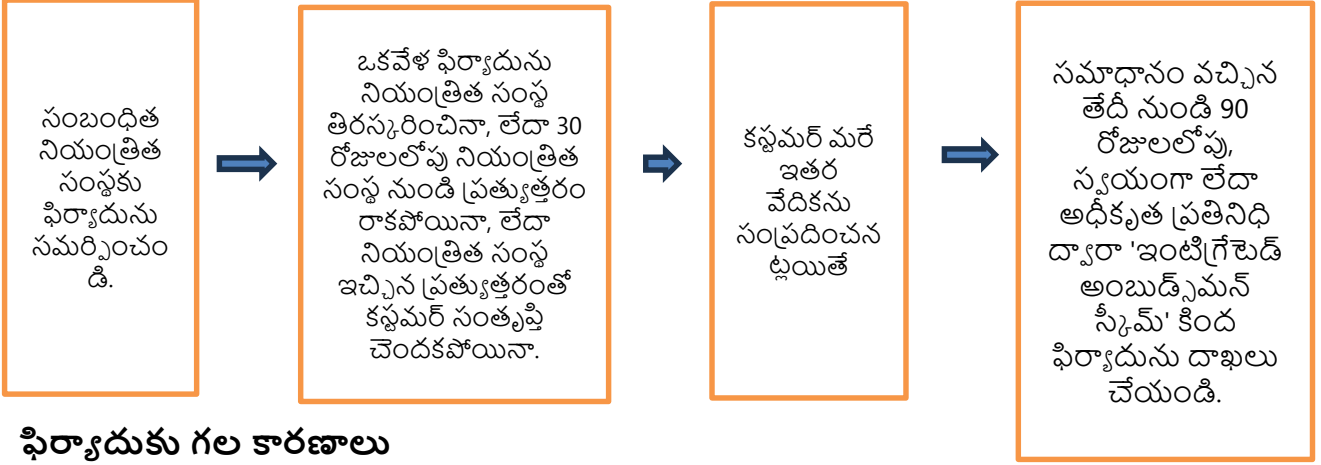 సంబంధిత
నియంత్రిత
సంస్థకు
ఫిర్యాదును
సమర్పించం
డి.
ఒకవేళ ఫిర్యాదును
నియంత్రిత సంస్థ
తిరస్కరించినా, లేదా 30
రోజులలోపు నియంత్రిత
సంస్థ నుండి ప్రత్యుత్తరం
రాకపోయినా, లేదా
నియంత్రిత సంస్థ
ఇచ్చిన ప్రత్యుత్తరంతో
కస్టమర్ సంతృప్తి
చెందకపోయినా.
కస్టమర్ మరే
ఇతర
వేదికను
సంప్రదించన
ట్లయితే
సమాధానం వచ్చిన
తేదీ నుండి 90
రోజులలోపు,
స్వయంగా లేదా
అధీకృత ప్రతినిధి
ద్వారా 'ఇంటిగ్రేటెడ్
అంబుడ్స్‌మన్
స్కీమ్' కింద
ఫిర్యాదును దాఖలు
చేయండి.
ఫిర్యాదుకు గల కారణాలు